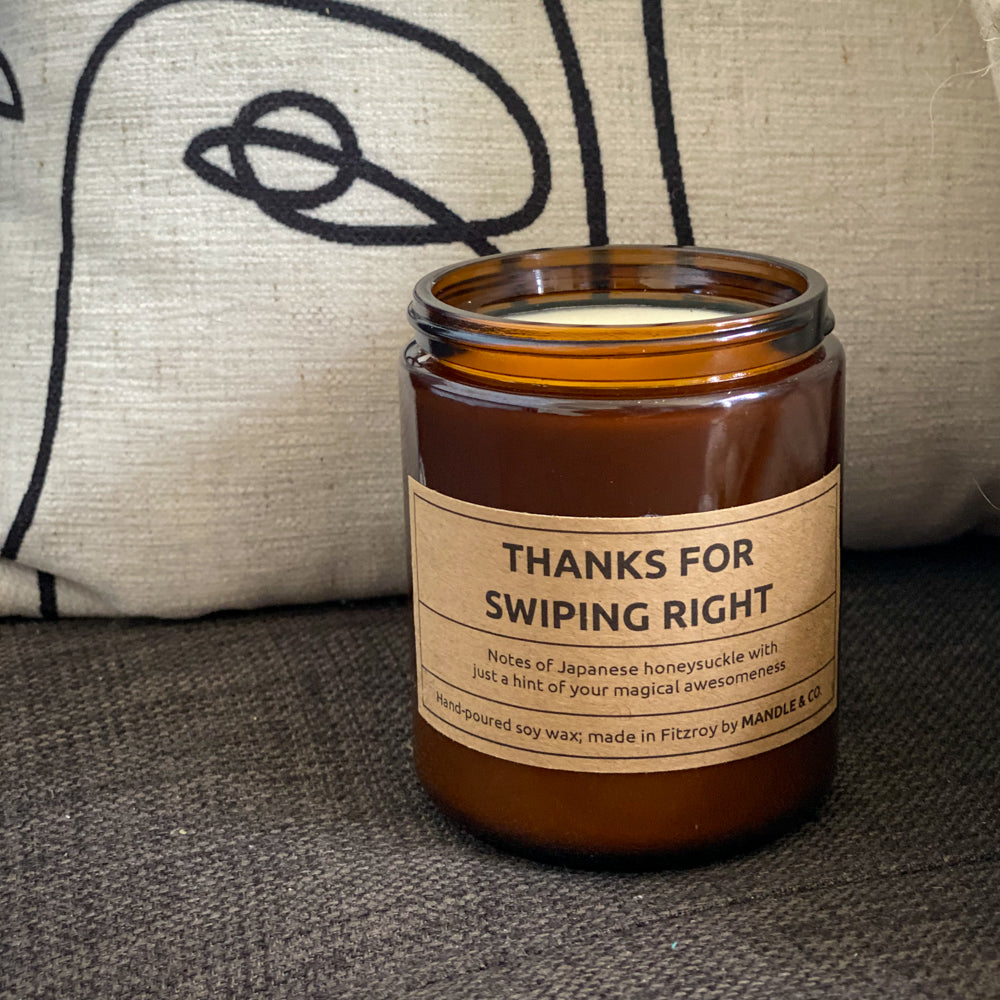 THANKS FOR
SWIPING RIGHT
Notes of Japanese honeysuckle with
just a hint of your magical awesomeness
Hand-poured soy wax; made in Fitzroy by MANDLE & CO.